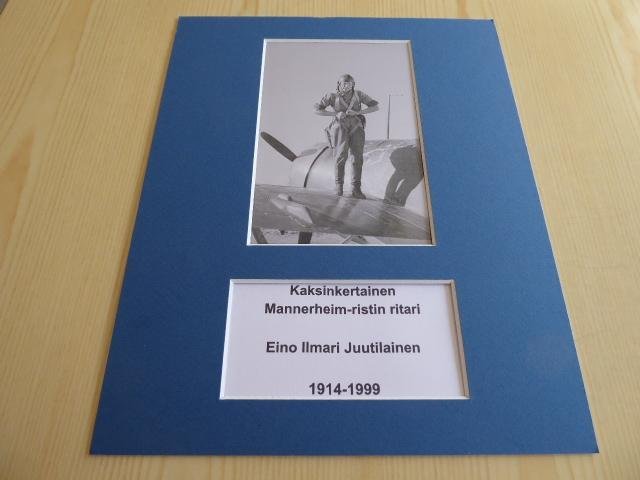 Kaksinkertainen
Mannerheim-ristin ritari
Eino Ilmari Juutilainen
1914-1999